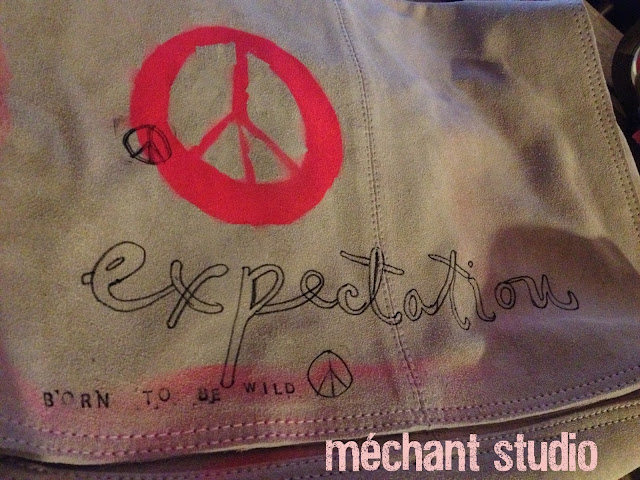 expectation
BORN TO BE WILD
méchant studio